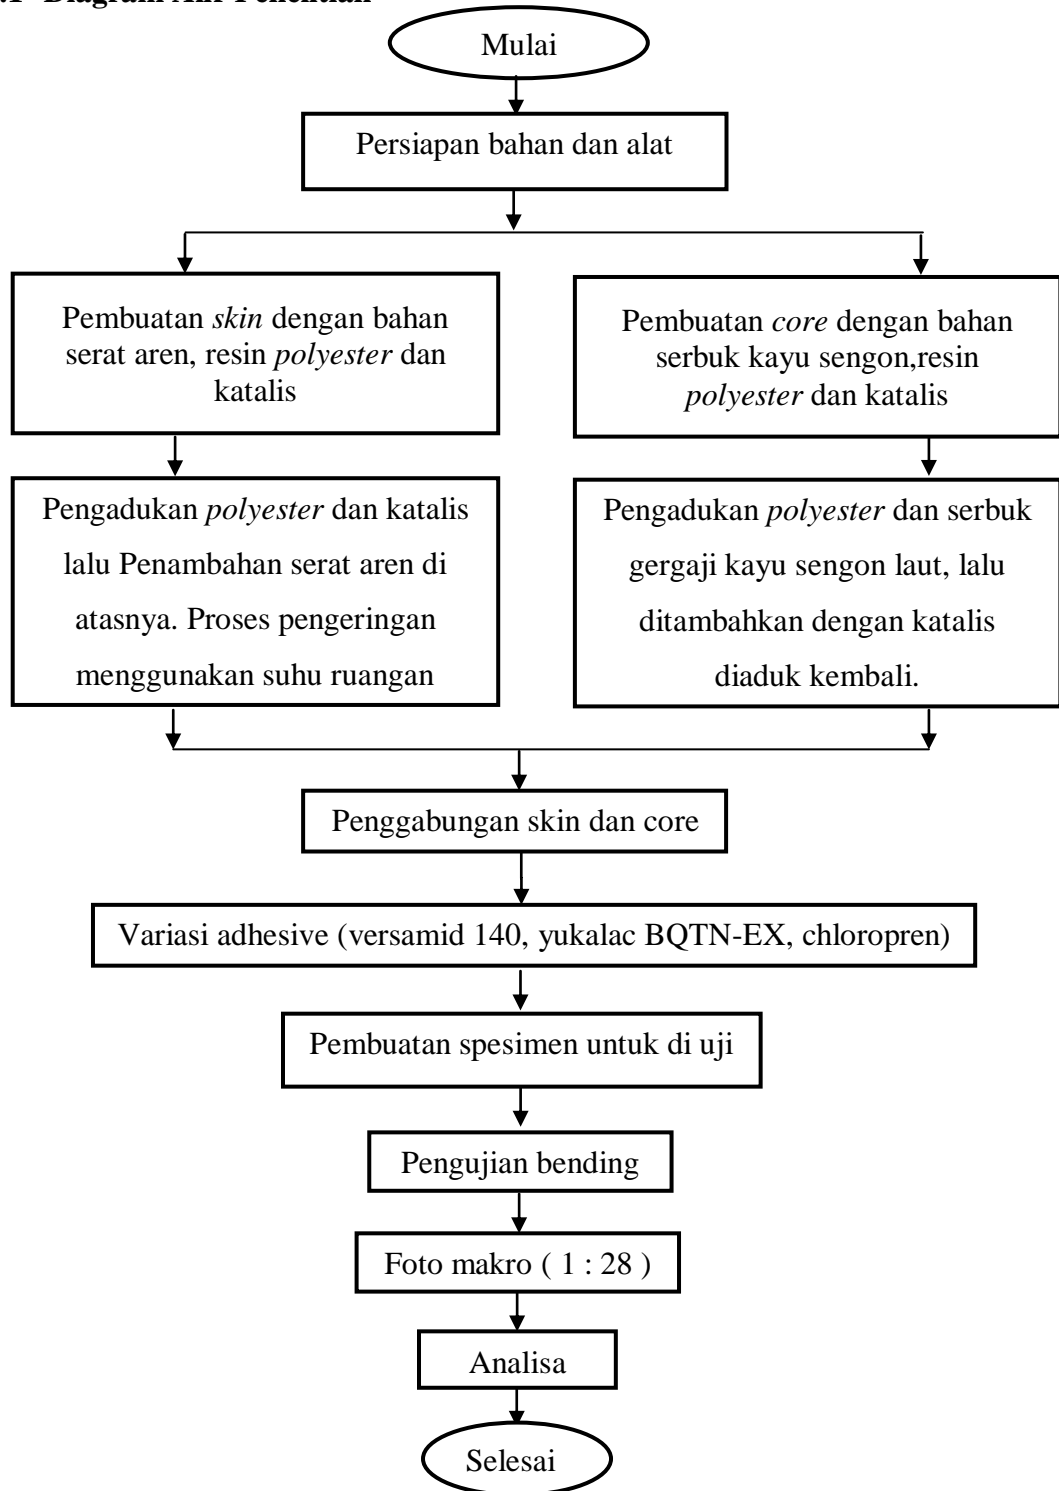 Mulai
Persiapan bahan dan alat
Pembuatan skin dengan bahan
serat aren, resin polyester dan
katalis
Pembuatan core dengan bahan
serbuk kayu sengon,resin
polyester dan katalis
Pengadukan polyester dan katalis
lalu Penambahan serat aren di
atasnya. Proses pengeringan
menggunakan suhu ruangan
Pengadukan polyester dan serbuk
gergaji kayu sengon laut, lalu
ditambahkan dengan katalis
diaduk kembali.
Penggabungan skin dan core
Variasi adhesive (versamid 140, yukalac BQTN-EX, chloropren)
Pembuatan spesimen untuk di uji
Pengujian bending
Foto makro ( 1 : 28 )
Analisa
Selesai